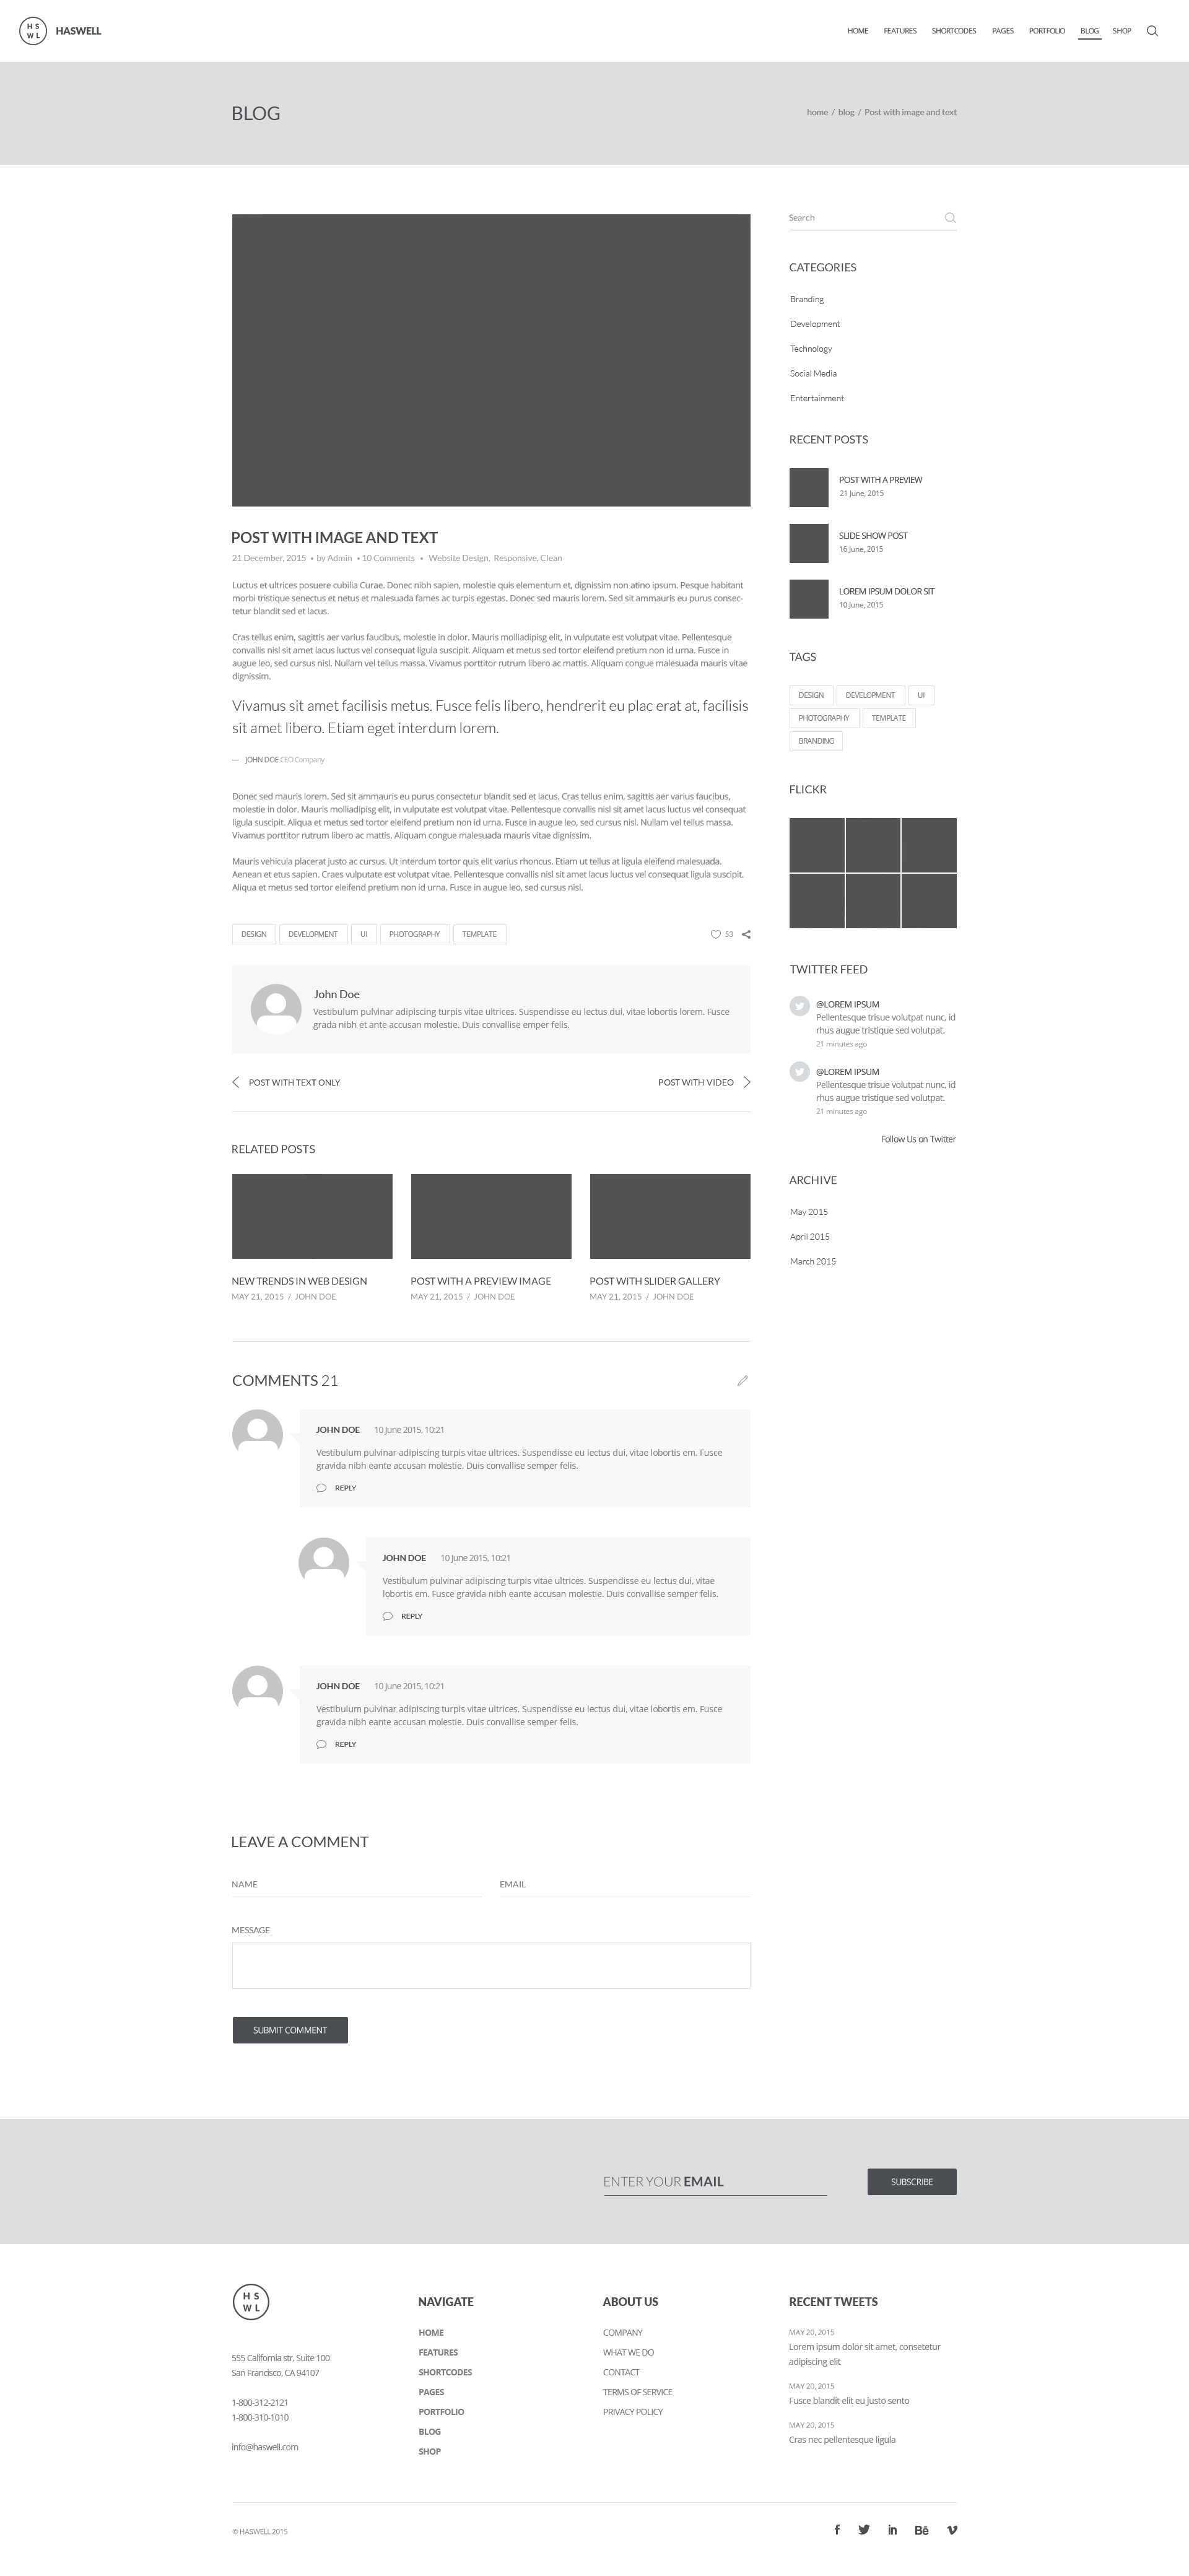 H S
W L
HASWELL
HOME FEATURES SHORTCODES PAGES PORTFOLIO BLOG SHOP
BLOG
home / blog / Post with image and text
POST WITH IMAGE AND TEXT
21 December, 2015 • by Admin • 10 Comments • Website Design, Responsive, Clean
Luctus et ultrices posuere cubilia Curae. Donec nibh sapien, molestie quis elementum et, dignissim non atino ipsum. Pesque habitant
morbi tristique senectus et netus et malesuada fames ac turpis egestas. Donec sed mauris lorem. Sed sit ammauris eu purus consec-
tetur blandit sed et lacus.
Cras tellus enim, sagittis aer varius faucibus, molestie in dolor. Mauris molliadipisg elit, in vulputate est volutpat vitae. Pellentesque
convallis nisl sit amet lacus luctus vel consequat ligula suscipit. Aliquam et metus sed tortor eleifend pretium non id urna. Fusce in
augue leo, sed cursus nisl. Nullam vel tellus massa. Vivamus porttitor rutrum libero ac mattis. Aliquam congue malesuada mauris vitae
dignissim.
Vivamus sit amet facilisis metus. Fusce felis libero, hendrerit eu plac erat at, facilisis
sit amet libero. Etiam eget interdum lorem.
— JOHN DOE CEO Company
Donec sed mauris lorem. Sed sit ammauris eu purus consectetur blandit sed et lacus. Cras tellus enim, sagittis aer varius faucibus,
molestie in dolor. Mauris molliadipisg elit, in vulputate est volutpat vitae. Pellentesque convallis nisl sit amet lacus luctus vel consequat
ligula suscipit. Aliqua et metus sed tortor eleifend pretium non id urna. Fusce in augue leo, sed cursus nisl. Nullam vel tellus massa.
Vivamus porttitor rutrum libero ac mattis. Aliquam congue malesuada mauris vitae dignissim.
Mauris vehicula placerat justo ac cursus. Ut interdum tortor quis elit varius rhoncus. Etiam ut tellus at ligula eleifend malesuada.
Aenean et etus sapien. Craes vulputate est volutpat vitae. Pellentesque convallis nisl sit amet lacus luctus vel consequat ligula suscipit.
Aliqua et metus sed tortor eleifend pretium non id urna. Fusce in augue leo, sed cursus nisl.
DESIGN DEVELOPMENT UI PHOTOGRAPHY TEMPLATE
53
John Doe
Vestibulum pulvinar adipiscing turpis vitae ultrices. Suspendisse eu lectus dui, vitae lobortis lorem. Fusce
grada nibh et ante accusan molestie. Duis convallise emper felis.
POST WITH TEXT ONLY
POST WITH VIDEO
RELATED POSTS
NEW TRENDS IN WEB DESIGN
MAY 21, 2015 / JOHN DOE
POST WITH A PREVIEW IMAGE
MAY 21, 2015 / JOHN DOE
POST WITH SLIDER GALLERY
MAY 21, 2015 / JOHN DOE
COMMENTS 21
JOHN DOE 10 June 2015, 10:21
Vestibulum pulvinar adipiscing turpis vitae ultrices. Suspendisse eu lectus dui, vitae lobortis em. Fusce
gravida nibh eante accusan molestie. Duis convallise semper felis.
REPLY
JOHN DOE 10 June 2015, 10:21
Vestibulum pulvinar adipiscing turpis vitae ultrices. Suspendisse eu lectus dui, vitae
lobortis em. Fusce gravida nibh eante accusan molestie. Duis convallise semper felis.
REPLY
JOHN DOE 10 June 2015, 10:21
Vestibulum pulvinar adipiscing turpis vitae ultrices. Suspendisse eu lectus dui, vitae lobortis em. Fusce
gravida nibh eante accusan molestie. Duis convallise semper felis.
REPLY
LEAVE A COMMENT
NAME
EMAIL
MESSAGE
SUBMIT COMMENT
Search
CATEGORIES
Branding
Development
Technology
Social Media
Entertainment
RECENT POSTS
POST WITH A PREVIEW
21 June, 2015
SLIDE SHOW POST
16 June, 2015
LOREM IPSUM DOLOR SIT
10 June, 2015
TAGS
DESIGN DEVELOPMENT UI
PHOTOGRAPHY TEMPLATE
BRANDING
FLICKR
TWITTER FEED
@LOREM IPSUM
Pellentesque trisue volutpat nunc, id
rhus augue tristique sed volutpat.
21 minutes ago
@LOREM IPSUM
Pellentesque trisue volutpat nunc, id
rhus augue tristique sed volutpat.
21 minutes ago
Follow Us on Twitter
ARCHIVE
May 2015
April 2015
March 2015
ENTER YOUR EMAIL
SUBSCRIBE
H S
W L
555 California str, Suite 100
San Francisco, CA 94107
1-800-312-2121
1-800-310-1010
info@haswell.com
NAVIGATE
HOME
FEATURES
SHORTCODES
PAGES
PORTFOLIO
BLOG
SHOP
ABOUT US
COMPANY
WHAT WE DO
CONTACT
TERMS OF SERVICE
PRIVACY POLICY
RECENT TWEETS
MAY 20, 2015
Lorem ipsum dolor sit amet, consetetur
adipiscing elit
MAY 20, 2015
Fusce blandit elit eu justo sento
MAY 20, 2015
Cras nec pellentesque ligula
© HASWELL 2015